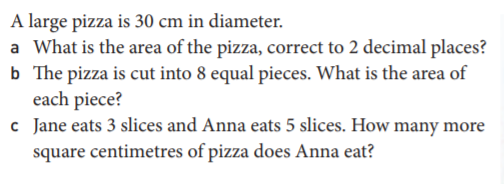 A large pizza is 30 cm in diameter.
a What is the area of the pizza, correct to 2 decimal places?
b The pizza is cut into 8 equal pieces. What is the area of
each piece?
c Jane eats 3 slices and Anna eats 5 slices. How many more
square centimetres of pizza does Anna eat?